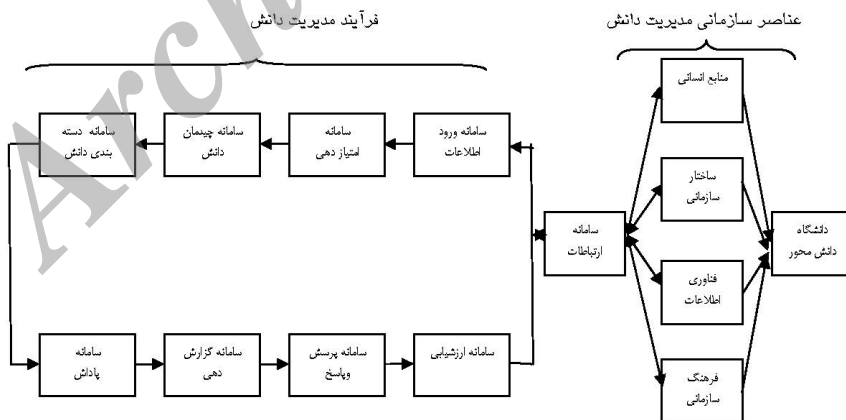 عناصر سازمانی مدیریت دانش
فرآیند مدیریت دانش
منابع انسانی
سامانه ورود
اطلاعات
سامانه
امتیاز دهی
سامانه چیدمان
دانش
سامانه دسته
بندی دانش
ساختار
سازمانی
دانشگاه
دانش محور
سامانه
ارتباطات
فناوری
اطلاعات
سامانه ارزشیابی
سامانه پرسش
وپاسخ
سامانه گزارش
دهی
سامانه
پاداش
فرهنگ
سازمانی
Arch